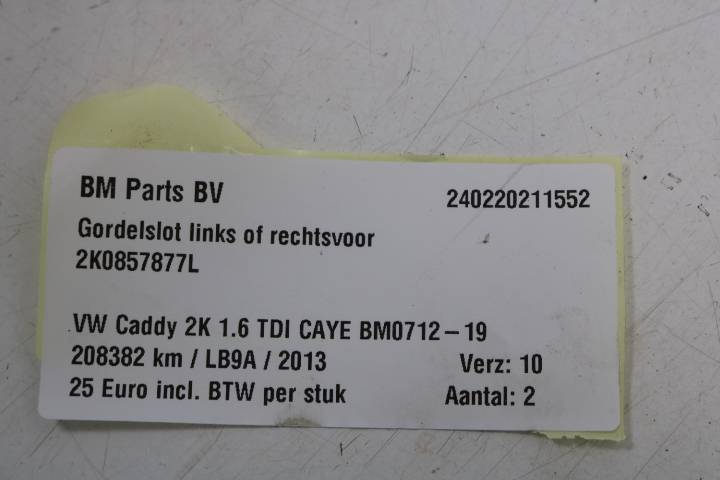 BM Parts BV 240220211552
Gordelslot links of rechtsvoor
2K0857877L
VW Caddy 2K 1.6 TDI CAYE BM0712-19
208382 km / LB9A / 2013 Verz: 10
25 Euro incl. BTW per stuk Aantal: 2